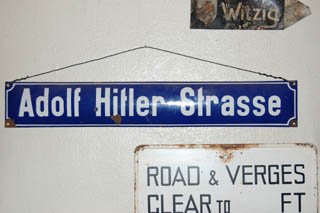 Witzig
Adolf Hitler-Strasse
ROAD & VERGES
CLEAR TO FT